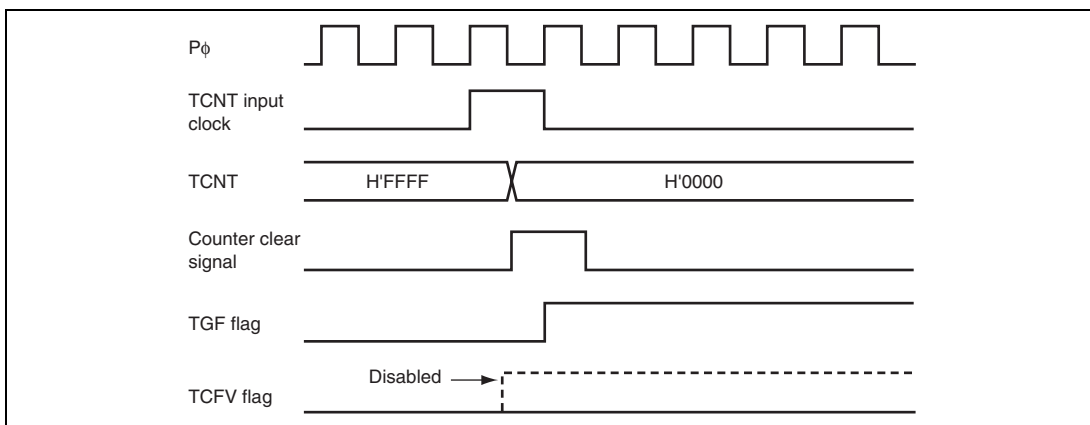 Pϕ
TCNT input
clock
TCNT
H'FFFF
H'0000
Counter clear
signal
TGF flag
Disabled
TCFV flag